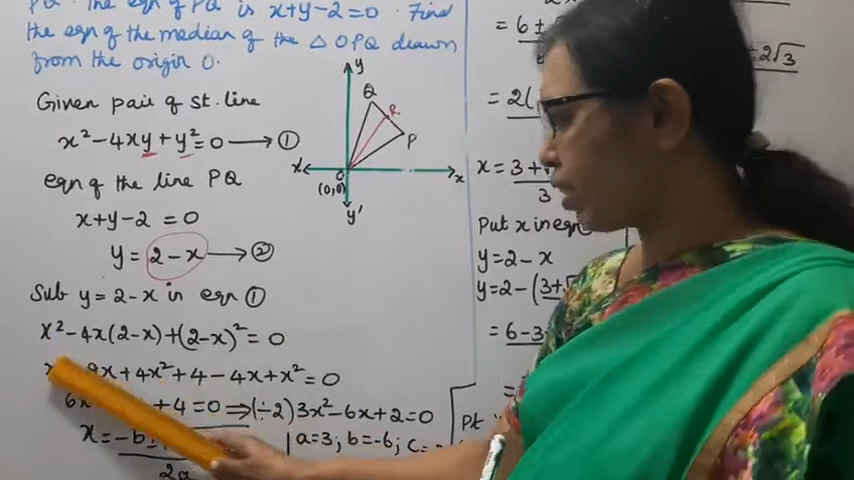 PQ. The eqn of PQ is x+y-2=0. Find
the eqn of the median of the △ OPQ drawn
from the origin O.
Given pair of st. line
x²-4xy+y²=0 → ①
eqn of the line PQ
x+y-2 = 0
y = 2-x → ②
Sub y=2-x in eqn ①
x²-4x(2-x)+(2-x)²=0
x+4x²+4-4x+x²=0
+4=0 ⇒ (÷2) 3x²-6x+2=0
x = -b
2a
a=3; b=-6; c=
y
Q
R
P
x'
O
x
(0,0)
y'
= 6±
+2√3
= 2(
x = 3+
3
Put x in eqn
y = 2-x
y = 2-(3+
= 6-3
=
Pt